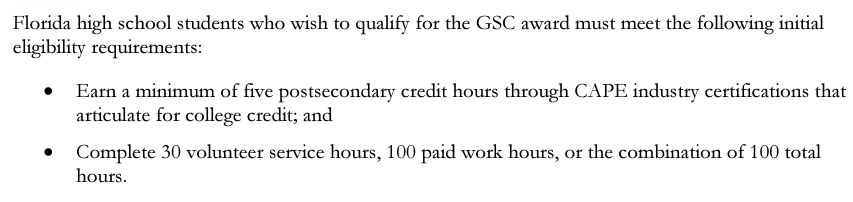 Florida high school students who wish to qualify for the GSC award must meet the following initial
eligibility requirements:
• Earn a minimum of five postsecondary credit hours through CAPE industry certifications that
articulate for college credit; and
• Complete 30 volunteer service hours, 100 paid work hours, or the combination of 100 total
hours.